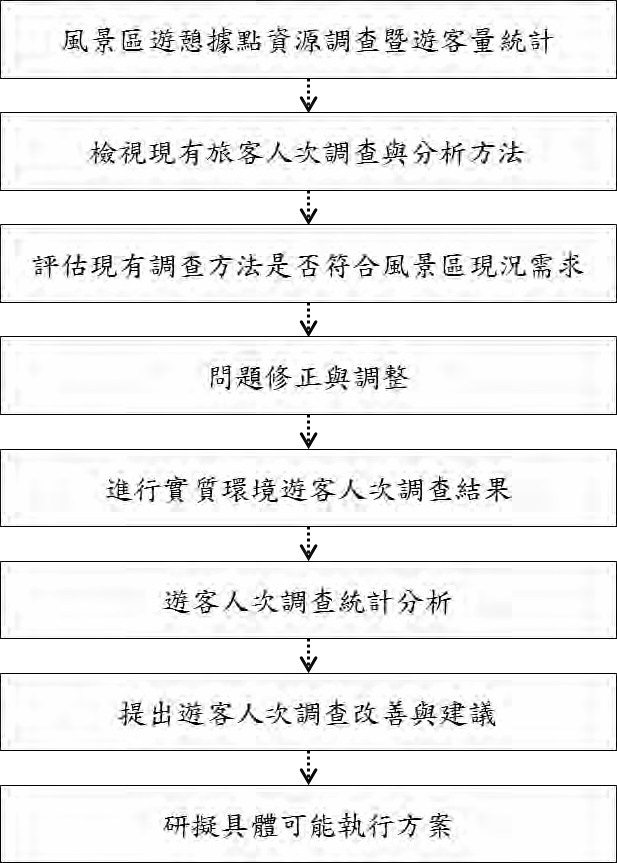 風景區遊憩據點資源調查暨遊客量統計
檢視現有旅客人次調查與分析方法
評估現有調查方法是否符合風景區現況需求
問題修正與調整
進行實質環境遊客人次調查結果
遊客人次調查統計分析
提出遊客人次調查改善與建議
研擬具體可能執行方案